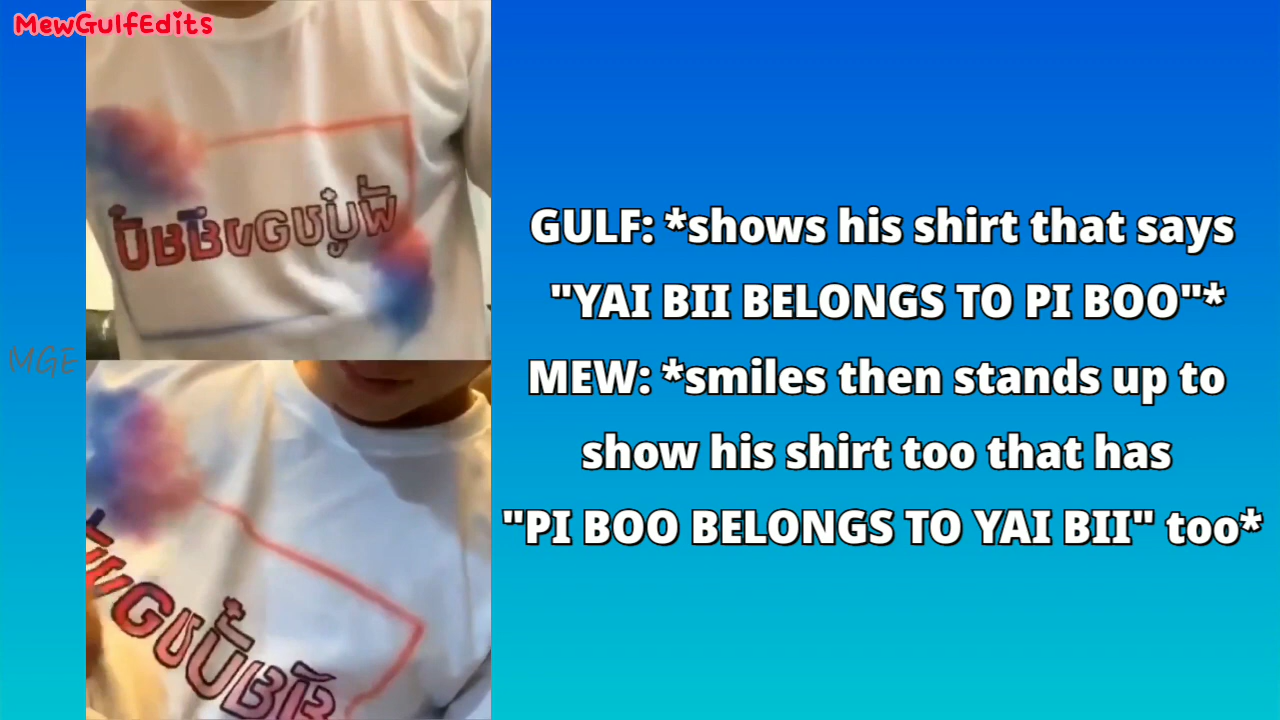 MewGulfEdits
MGE
GULF: *shows his shirt that says
"YAI BII BELONGS TO PI BOO"*
MEW: *smiles then stands up to
show his shirt too that has
"PI BOO BELONGS TO YAI BII" too*